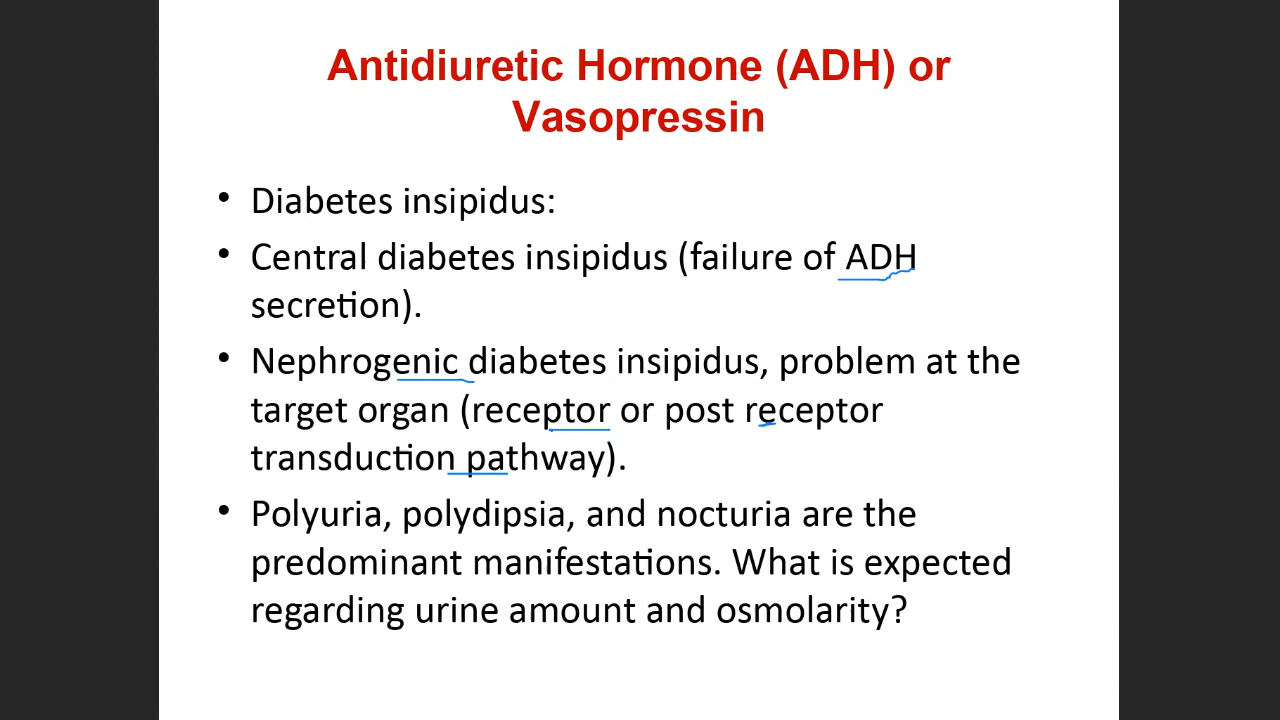 Antidiuretic Hormone (ADH) or
Vasopressin
• Diabetes insipidus:
• Central diabetes insipidus (failure of ADH
secretion).
• Nephrogenic diabetes insipidus, problem at the
target organ (receptor or post receptor
transduction pathway).
• Polyuria, polydipsia, and nocturia are the
predominant manifestations. What is expected
regarding urine amount and osmolarity?